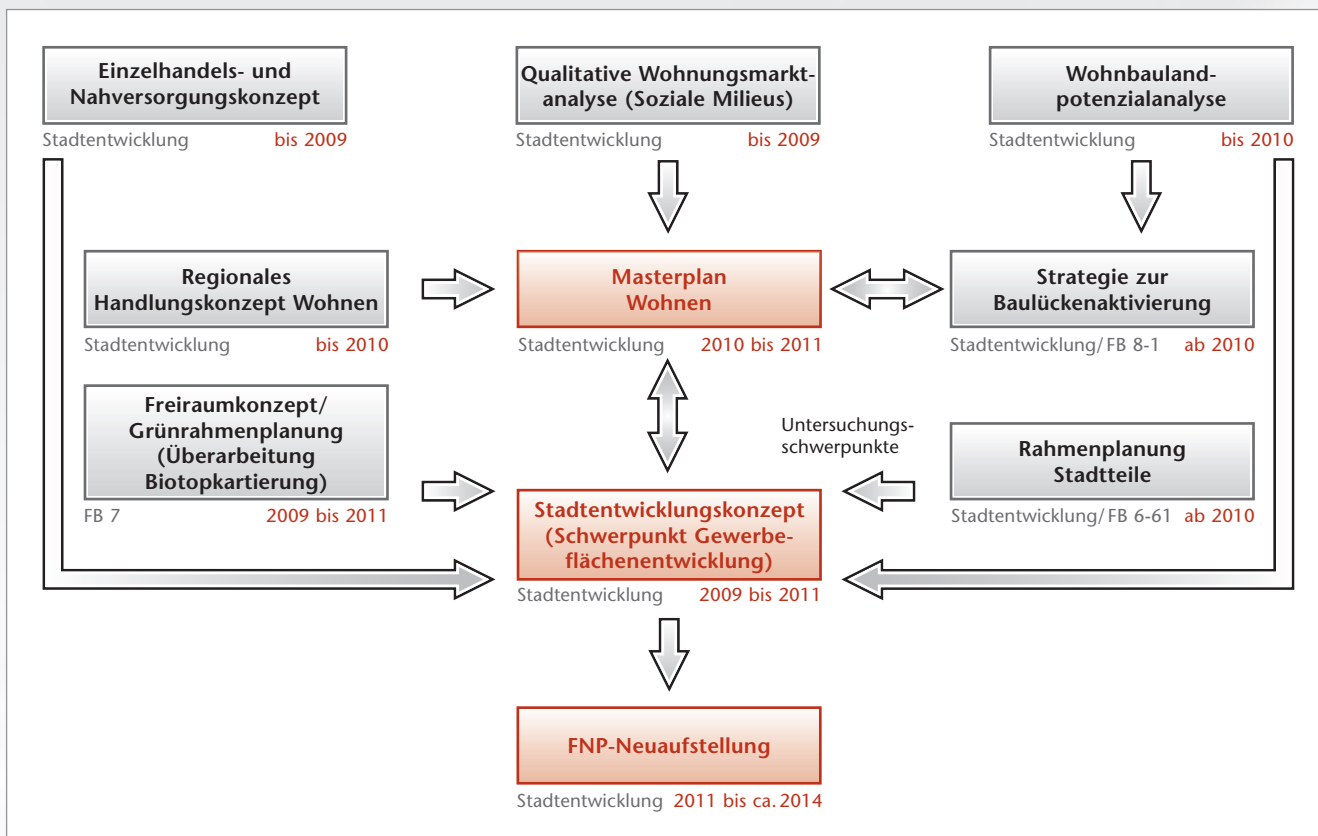 Einzelhandels- und
Nahversorgungskonzept
Stadtentwicklung bis 2009
Qualitative Wohnungsmarkt-
analyse (Soziale Milieus)
Stadtentwicklung bis 2009
Wohnbauland-
potenzialanalyse
Stadtentwicklung bis 2010
Regionales
Handlungskonzept Wohnen
Stadtentwicklung bis 2010
Masterplan
Wohnen
Stadtentwicklung 2010 bis 2011
Strategie zur
Baulückenaktivierung
Stadtentwicklung/FB 8-1 ab 2010
Freiraumkonzept/
Grünrahmenplanung
(Überarbeitung
Biotopkartierung)
FB 7 2009 bis 2011
Untersuchungs-
schwerpunkte
Rahmenplanung
Stadtteile
Stadtentwicklung/FB 6-61 ab 2010
Stadtentwicklungskonzept
(Schwerpunkt Gewerbe-
flächenentwicklung)
Stadtentwicklung 2009 bis 2011
FNP-Neuaufstellung
Stadtentwicklung 2011 bis ca. 2014